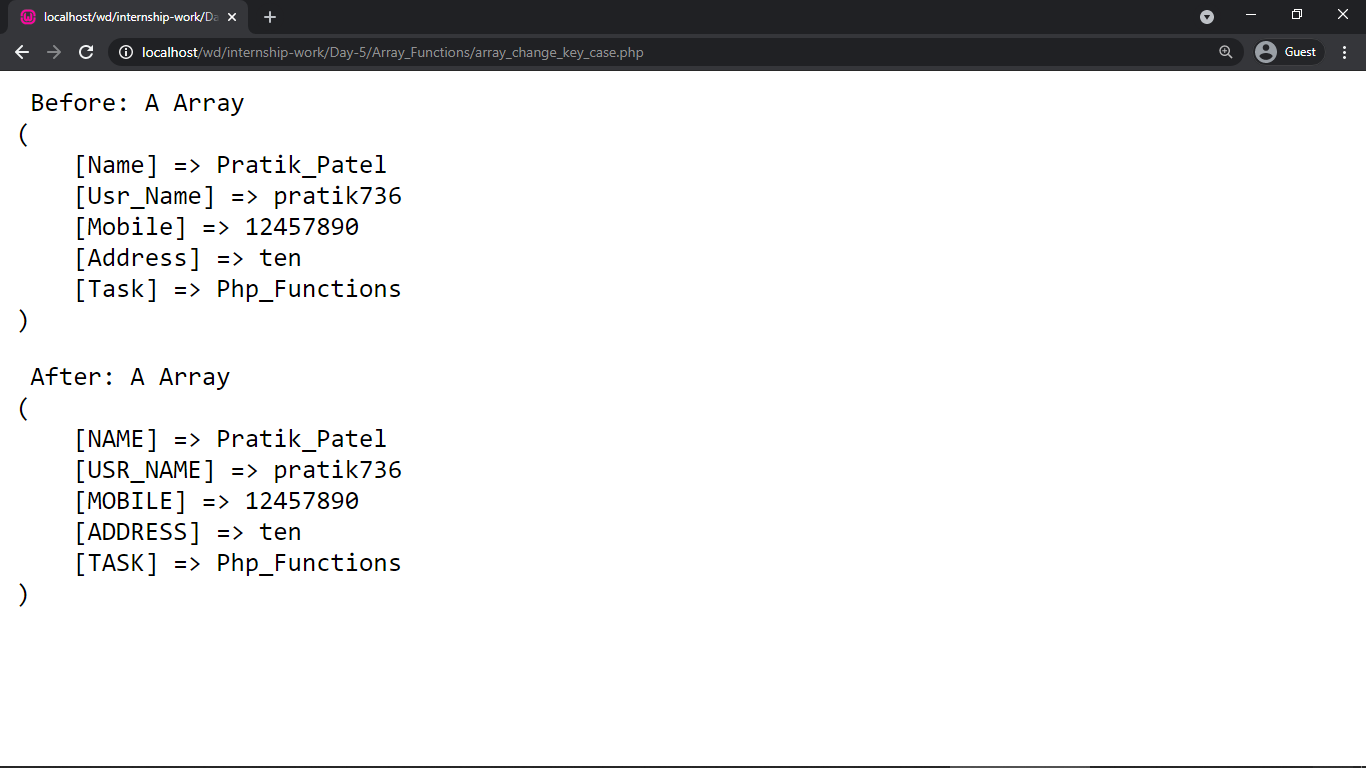 localhost/wd/internship-work/Da
localhost/wd/internship-work/Day-5/Array_Functions/array_change_key_case.php
Guest
Before: A Array
(
[Name] => Pratik_Patel
[Usr_Name] => pratik736
[Mobile] => 12457890
[Address] => ten
[Task] => Php_Functions
)
After: A Array
(
[NAME] => Pratik_Patel
[USR_NAME] => pratik736
[MOBILE] => 12457890
[ADDRESS] => ten
[TASK] => Php_Functions
)